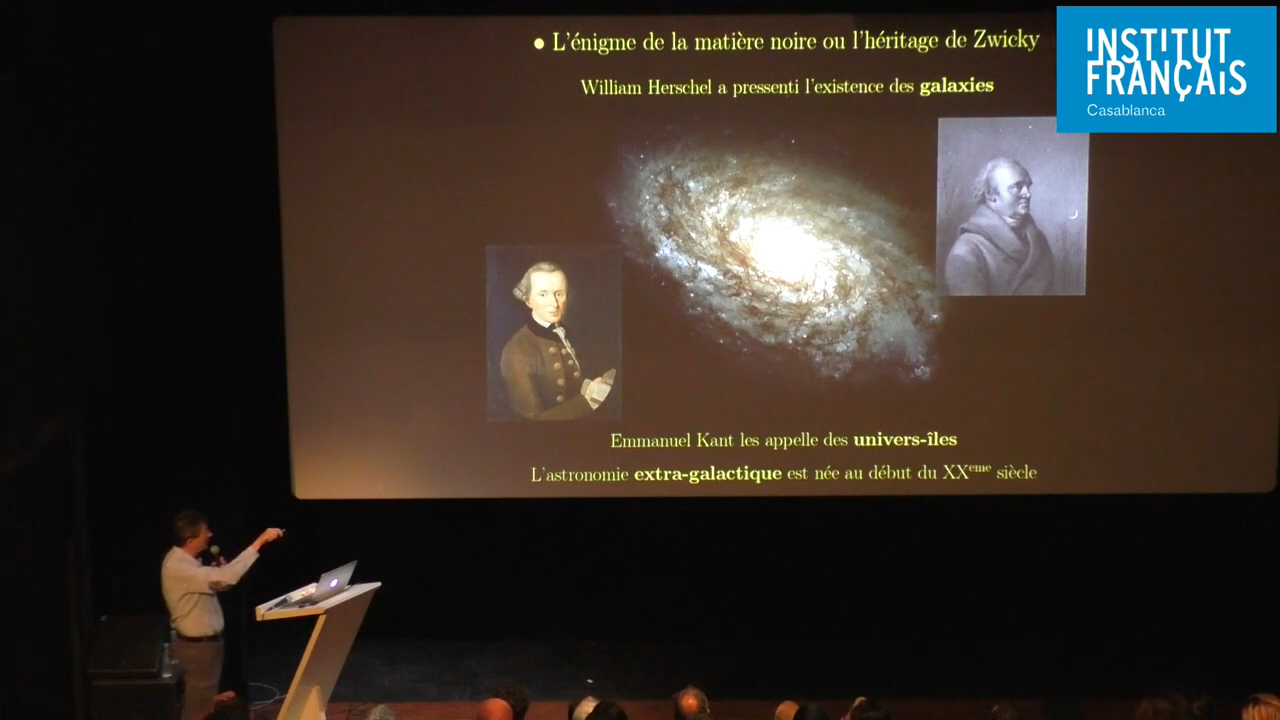 • L'énigme de la matière noire ou l'héritage de Zwicky
William Herschel a pressenti l'existence des galaxies
INSTITUT
FRANÇAIS
Casablanca
Emmanuel Kant les appelle des univers-îles
L'astronomie extra-galactique est née au début du XXeme siècle